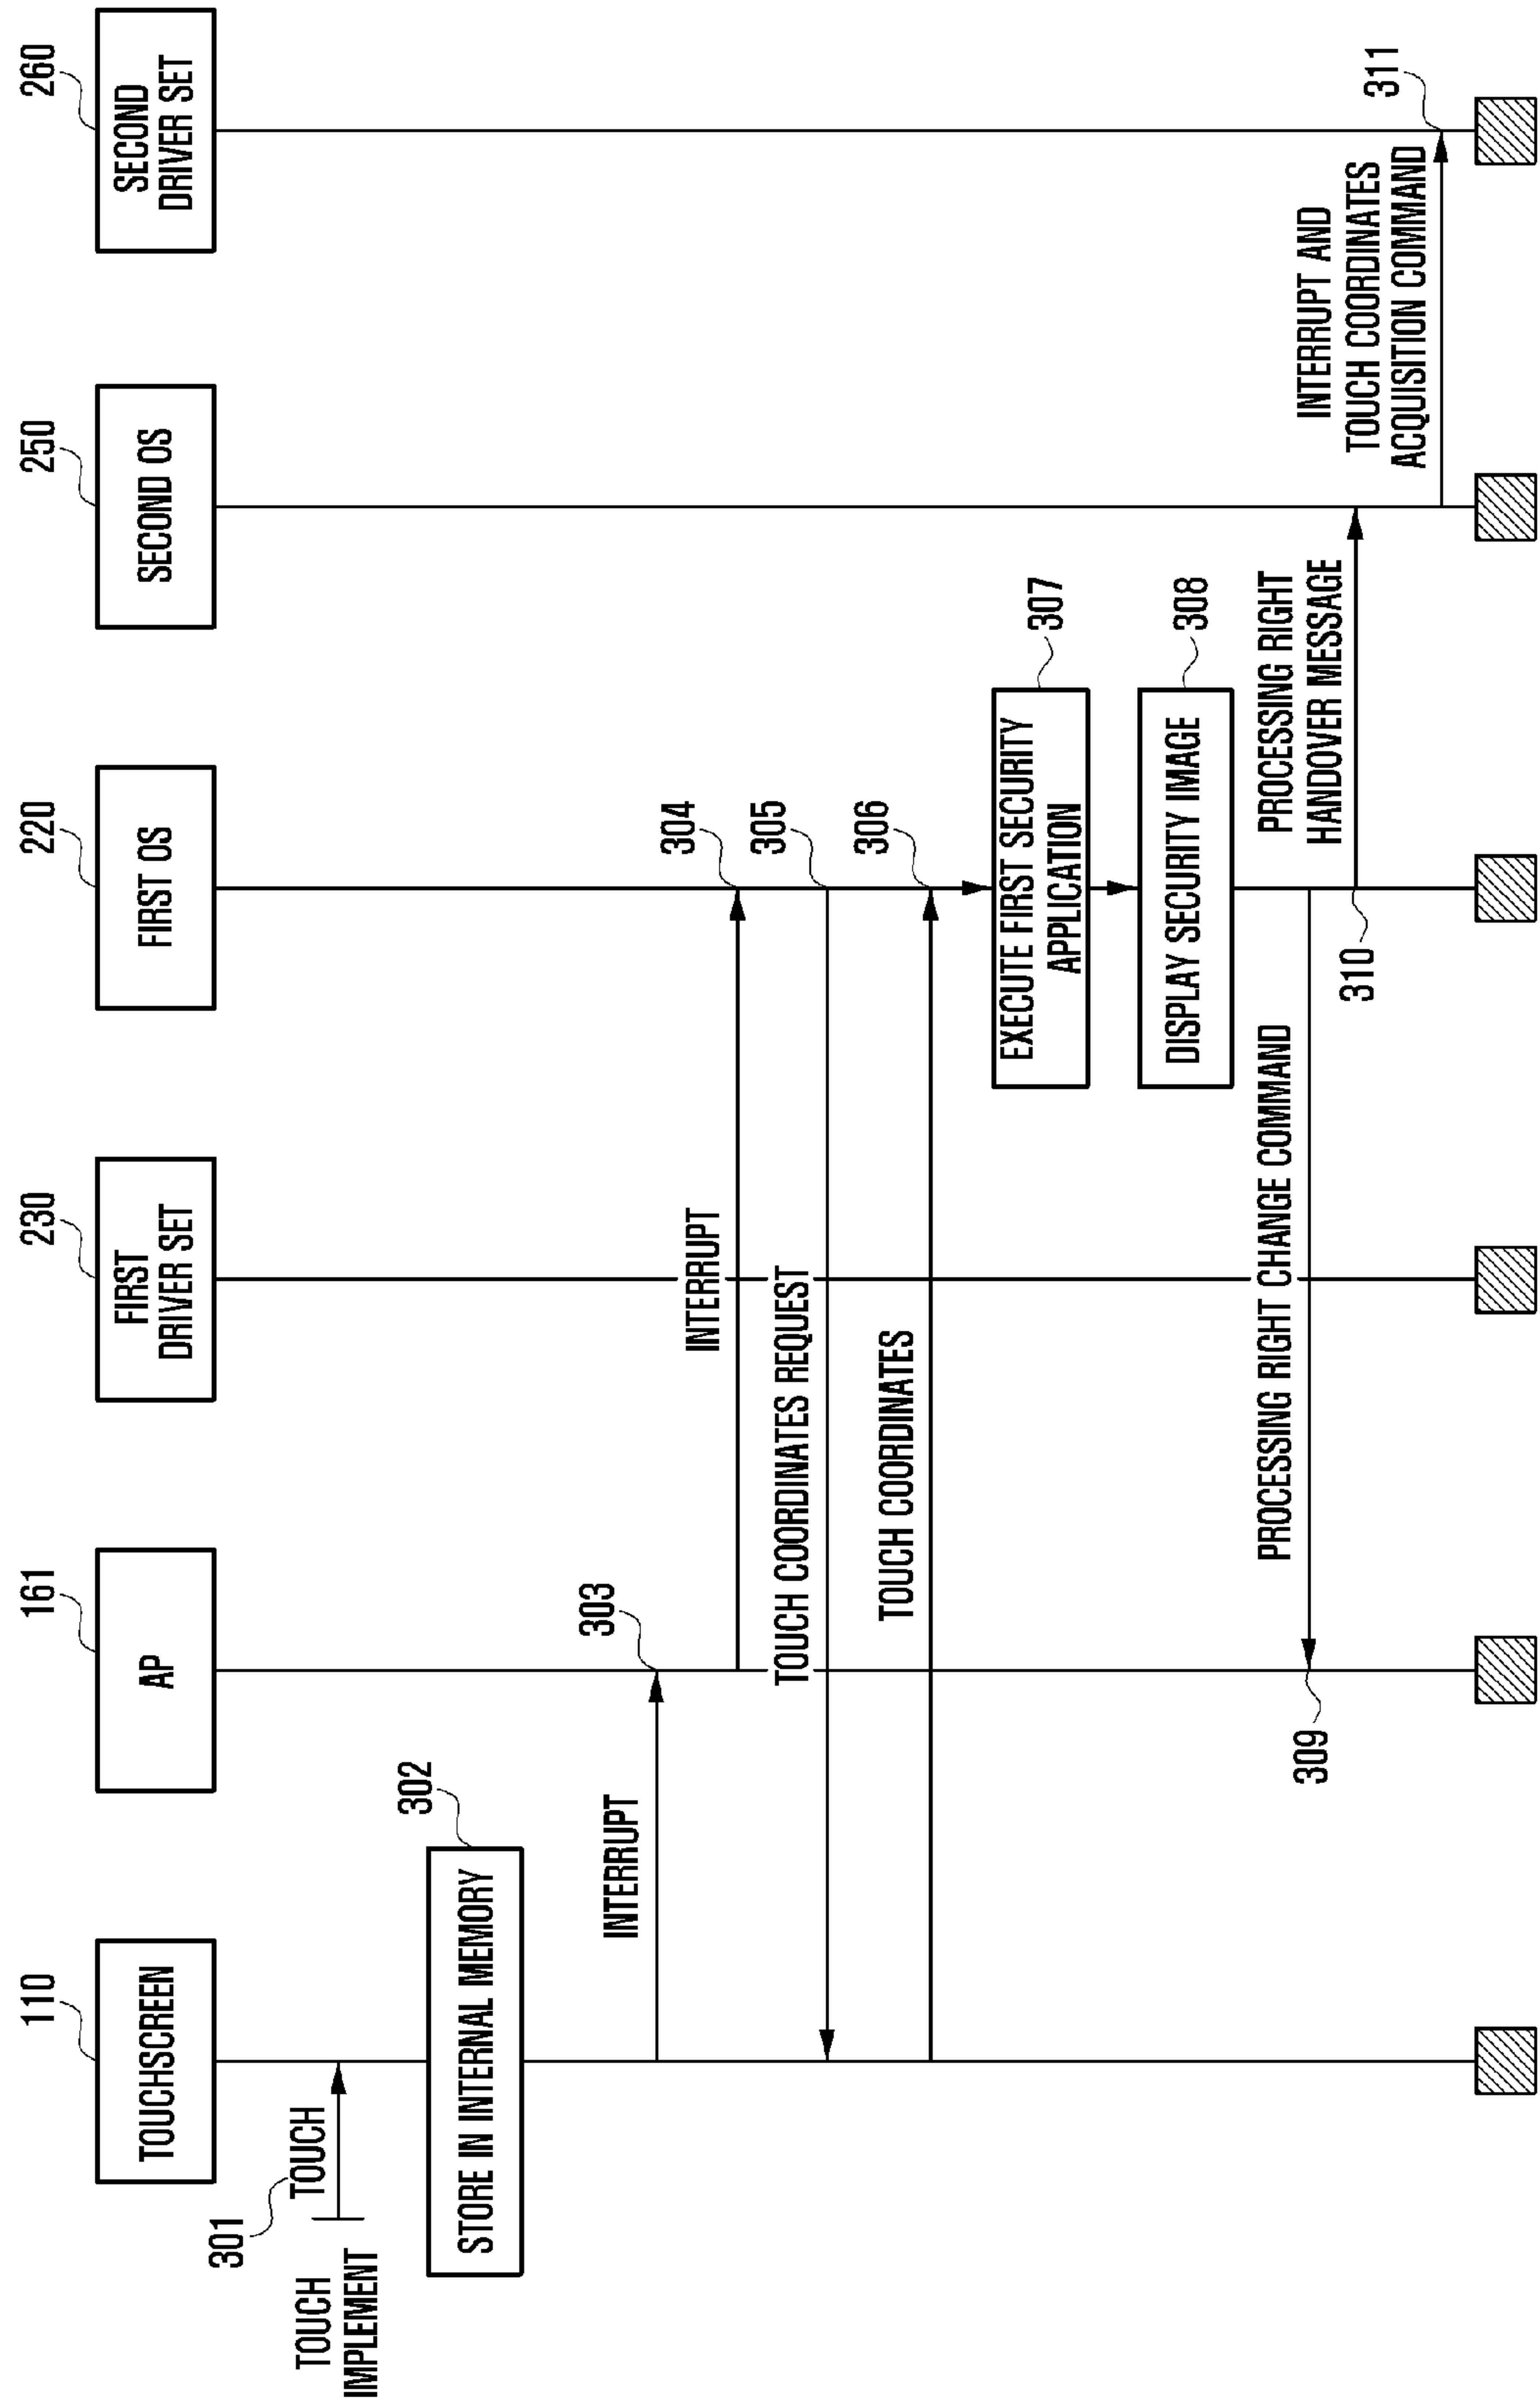 110
161
230
220
250
260
TOUCHSCREEN
AP
FIRST
DRIVER SET
FIRST OS
SECOND OS
SECOND
DRIVER SET
301
TOUCH
TOUCH
IMPLEMENT
302
STORE IN INTERNAL MEMORY
303
INTERRUPT
304
INTERRUPT
305
TOUCH COORDINATES REQUEST
306
TOUCH COORDINATES
307
EXECUTE FIRST SECURITY
APPLICATION
308
DISPLAY SECURITY IMAGE
PROCESSING RIGHT CHANGE COMMAND
309
PROCESSING RIGHT
HANDOVER MESSAGE
310
INTERRUPT AND
TOUCH COORDINATES
ACQUISITION COMMAND
311